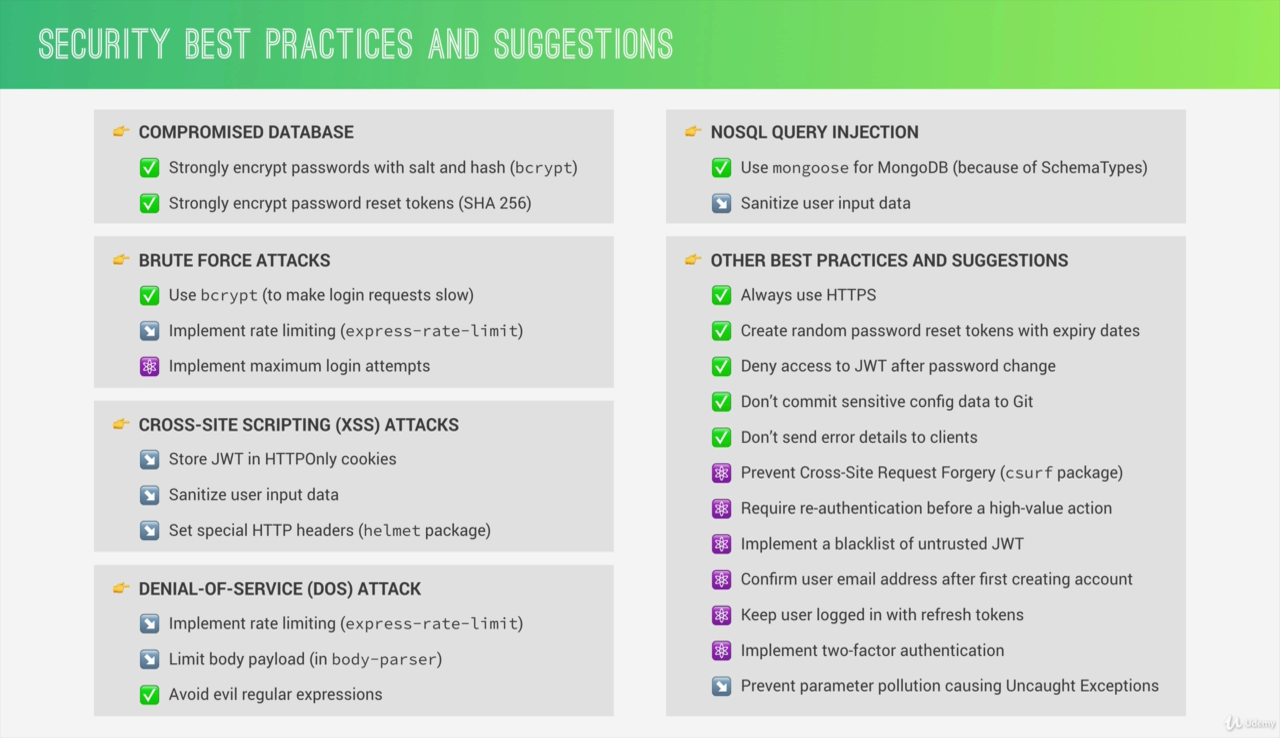 SECURITY BEST PRACTICES AND SUGGESTIONS
COMPROMISED DATABASE
Strongly encrypt passwords with salt and hash (bcrypt)
Strongly encrypt password reset tokens (SHA 256)
BRUTE FORCE ATTACKS
Use bcrypt (to make login requests slow)
Implement rate limiting (express-rate-limit)
Implement maximum login attempts
CROSS-SITE SCRIPTING (XSS) ATTACKS
Store JWT in HTTPOnly cookies
Sanitize user input data
Set special HTTP headers (helmet package)
DENIAL-OF-SERVICE (DOS) ATTACK
Implement rate limiting (express-rate-limit)
Limit body payload (in body-parser)
Avoid evil regular expressions
NOSQL QUERY INJECTION
Use mongoose for MongoDB (because of SchemaTypes)
Sanitize user input data
OTHER BEST PRACTICES AND SUGGESTIONS
Always use HTTPS
Create random password reset tokens with expiry dates
Deny access to JWT after password change
Don’t commit sensitive config data to Git
Don’t send error details to clients
Prevent Cross-Site Request Forgery (csurf package)
Require re-authentication before a high-value action
Implement a blacklist of untrusted JWT
Confirm user email address after first creating account
Keep user logged in with refresh tokens
Implement two-factor authentication
Prevent parameter pollution causing Uncaught Exceptions
Udemy